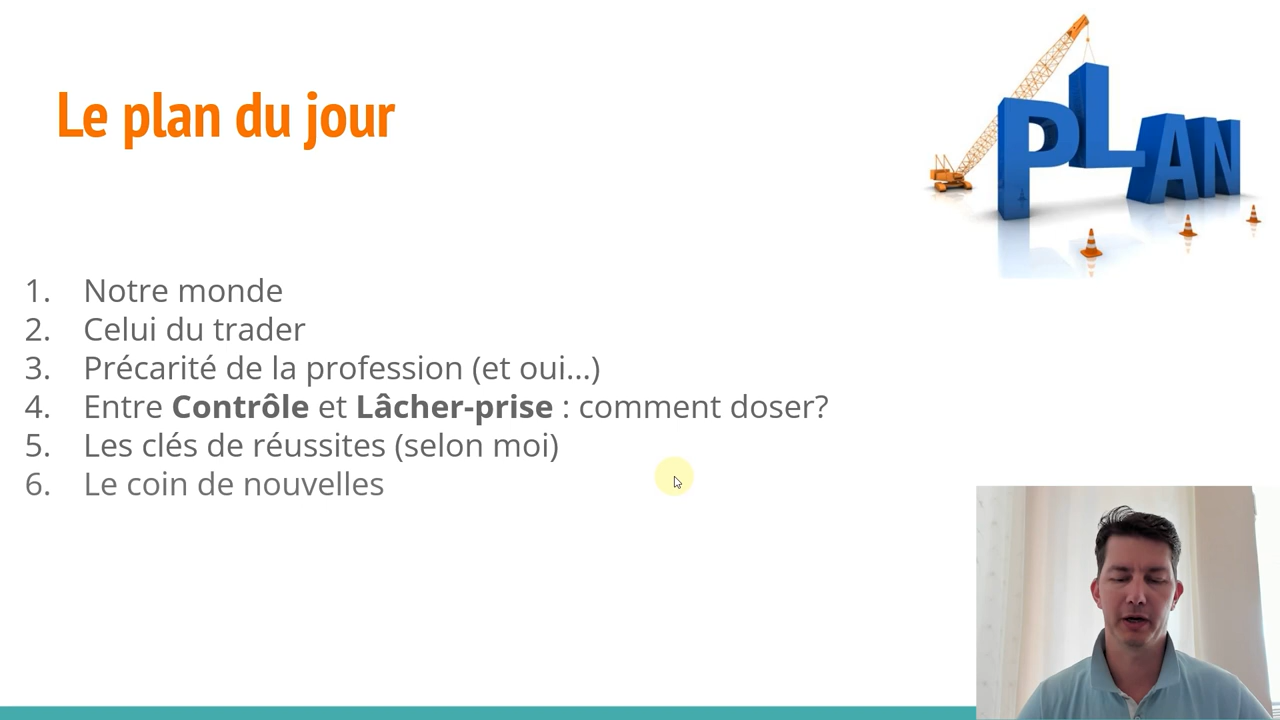 Le plan du jour
PLAN
1. Notre monde
2. Celui du trader
3. Précarité de la profession (et oui...)
4. Entre Contrôle et Lâcher-prise : comment doser?
5. Les clés de réussites (selon moi)
6. Le coin de nouvelles